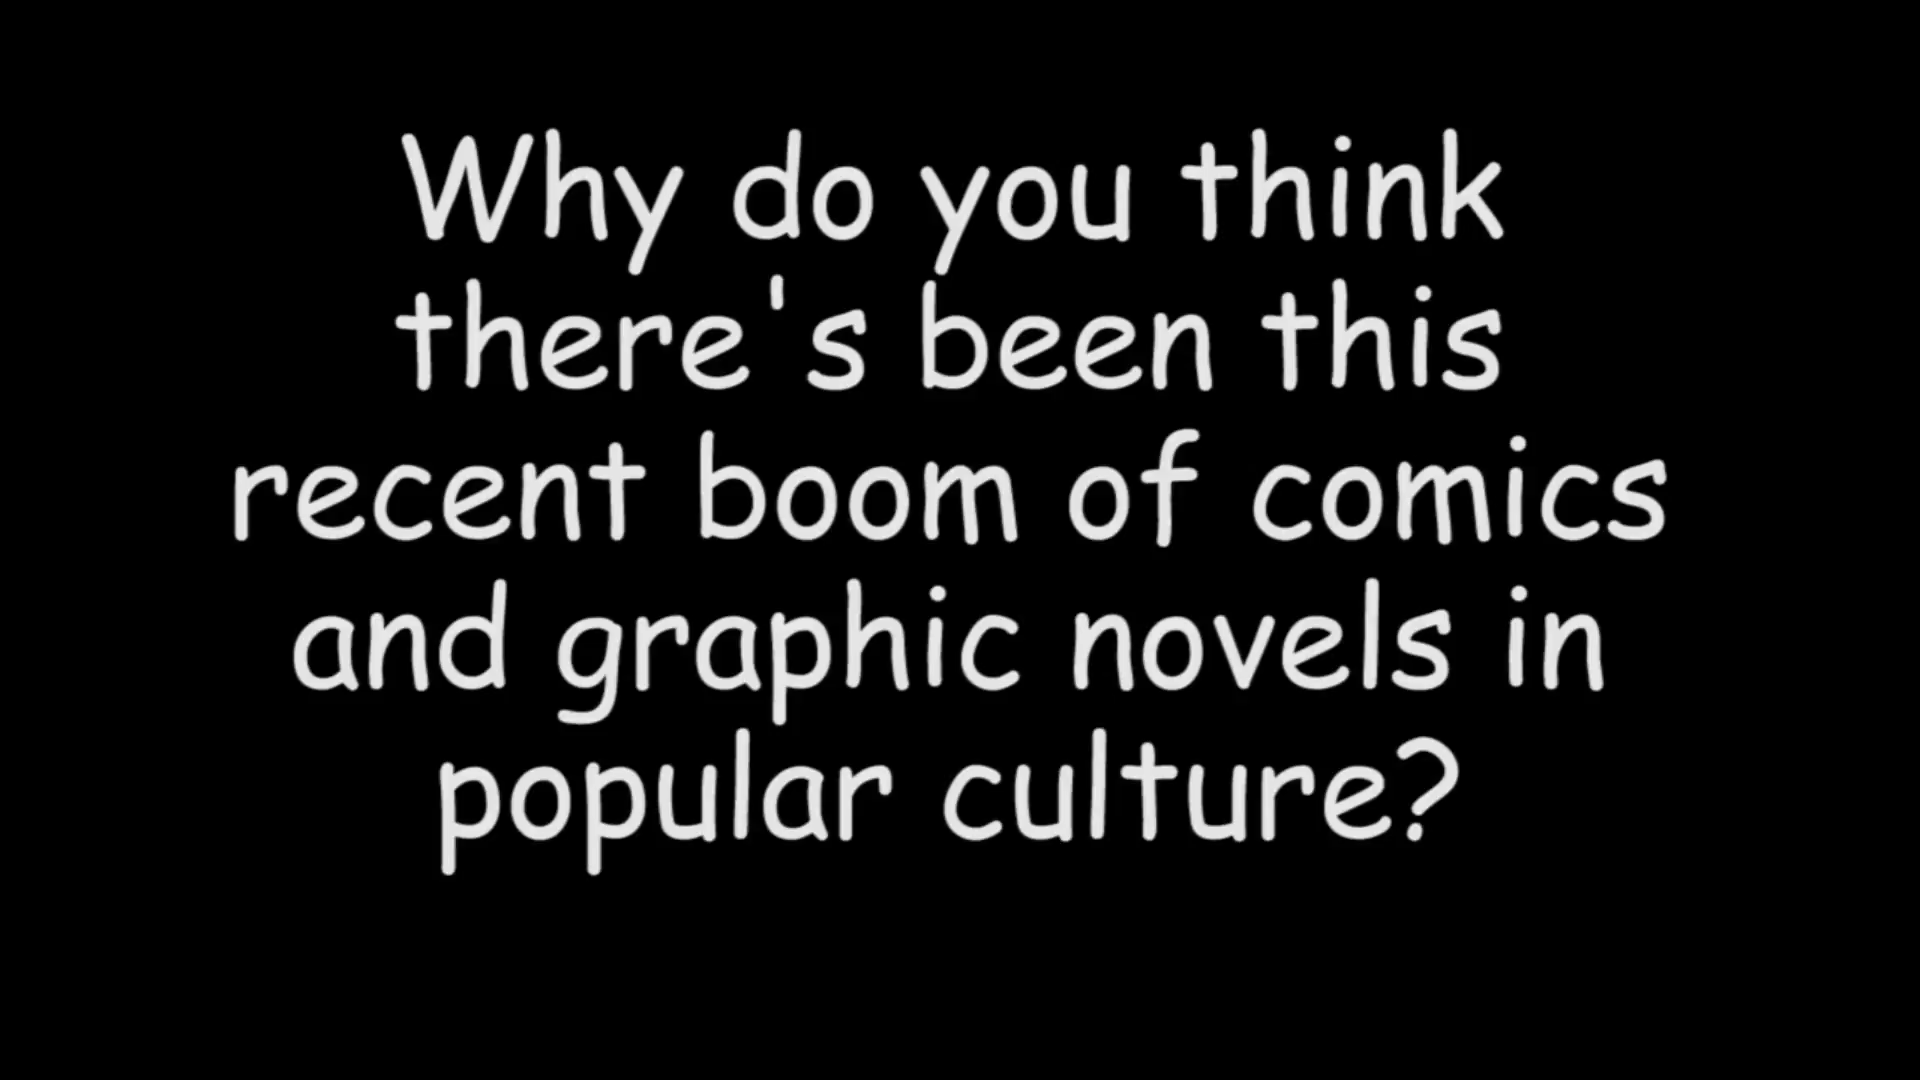 Why do you think
there's been this
recent boom of comics
and graphic novels in
popular culture?